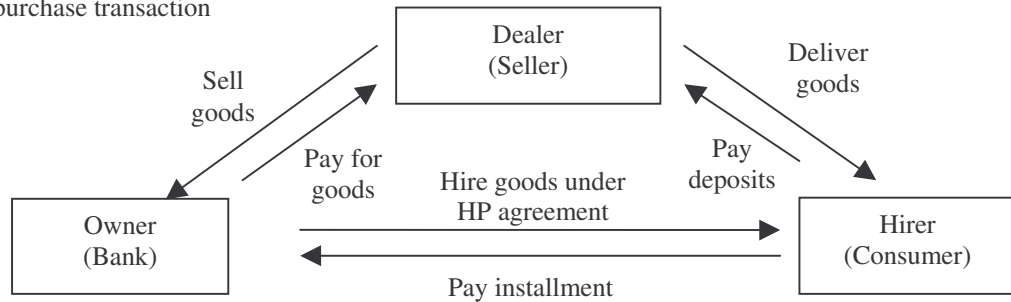 purchase transaction
Dealer
(Seller)
Sell
goods
Deliver
goods
Pay for
goods
Pay
deposits
Hire goods under
HP agreement
Owner
(Bank)
Hirer
(Consumer)
Pay installment